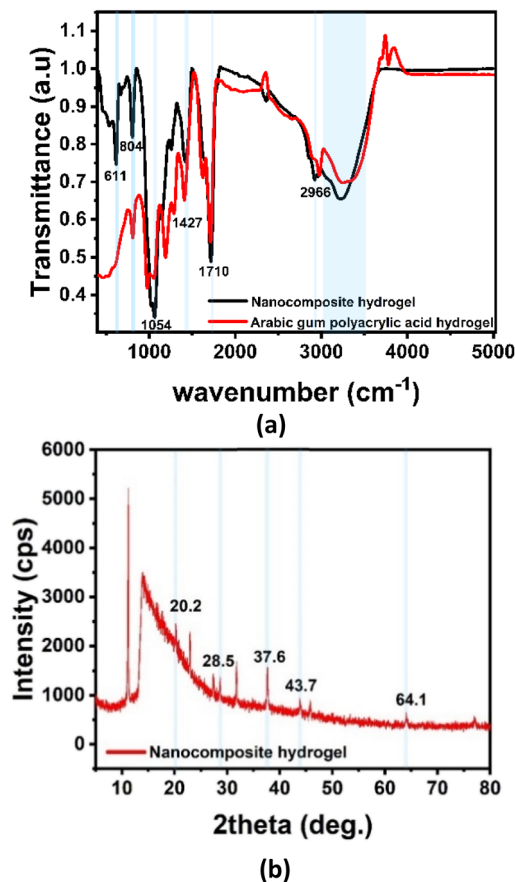 Transmittance (a.u)
1.1
1.0
0.9
0.8
0.7
0.6
0.5
0.4
611
804
1054
1427
1710
2966
Nanocomposite hydrogel
Arabic gum polyacrylic acid hydrogel
1000 2000 3000 4000 5000
wavenumber (cm⁻¹)
(a)
Intensity (cps)
6000
5000
4000
3000
2000
1000
0
20.2
28.5
37.6
43.7
64.1
Nanocomposite hydrogel
10 20 30 40 50 60 70 80
2theta (deg.)
(b)